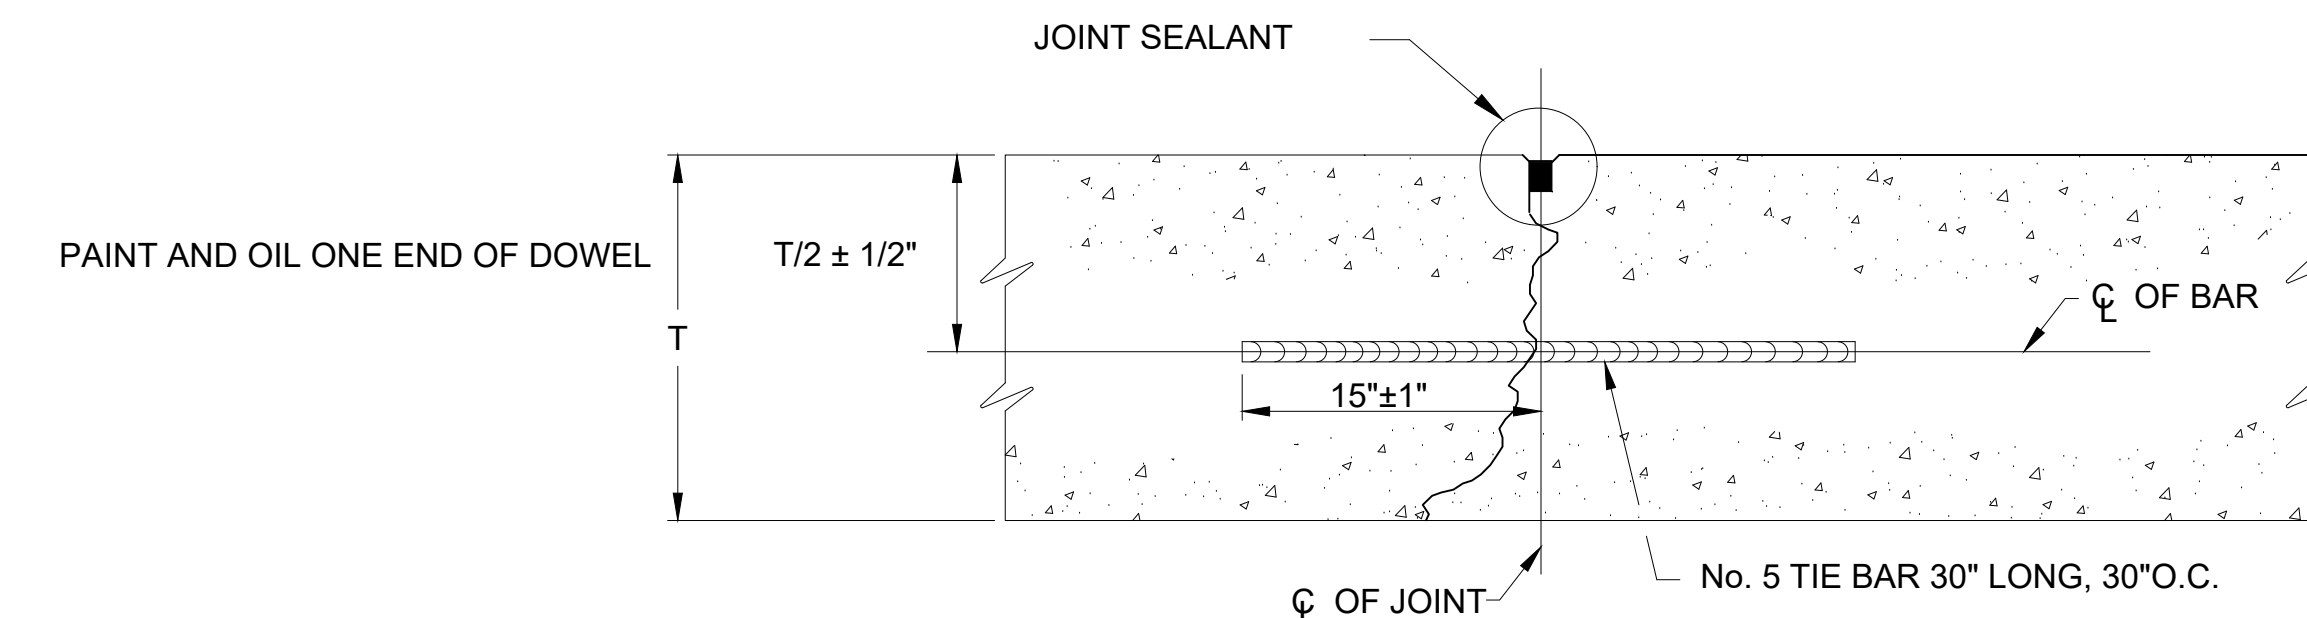 JOINT SEALANT
PAINT AND OIL ONE END OF DOWEL
T/2 ± 1/2"
T
℄ OF BAR
15"±1"
No. 5 TIE BAR 30" LONG, 30"O.C.
℄ OF JOINT